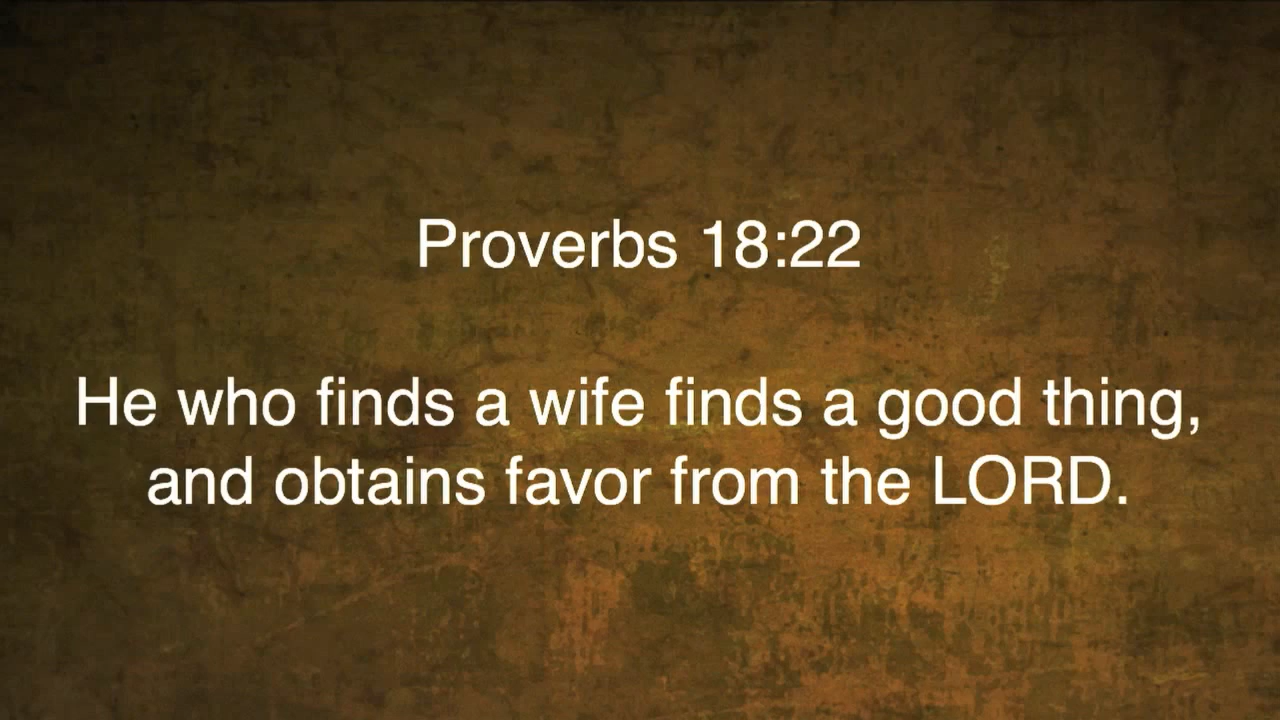 Proverbs 18:22
He who finds a wife finds a good thing,
and obtains favor from the LORD.